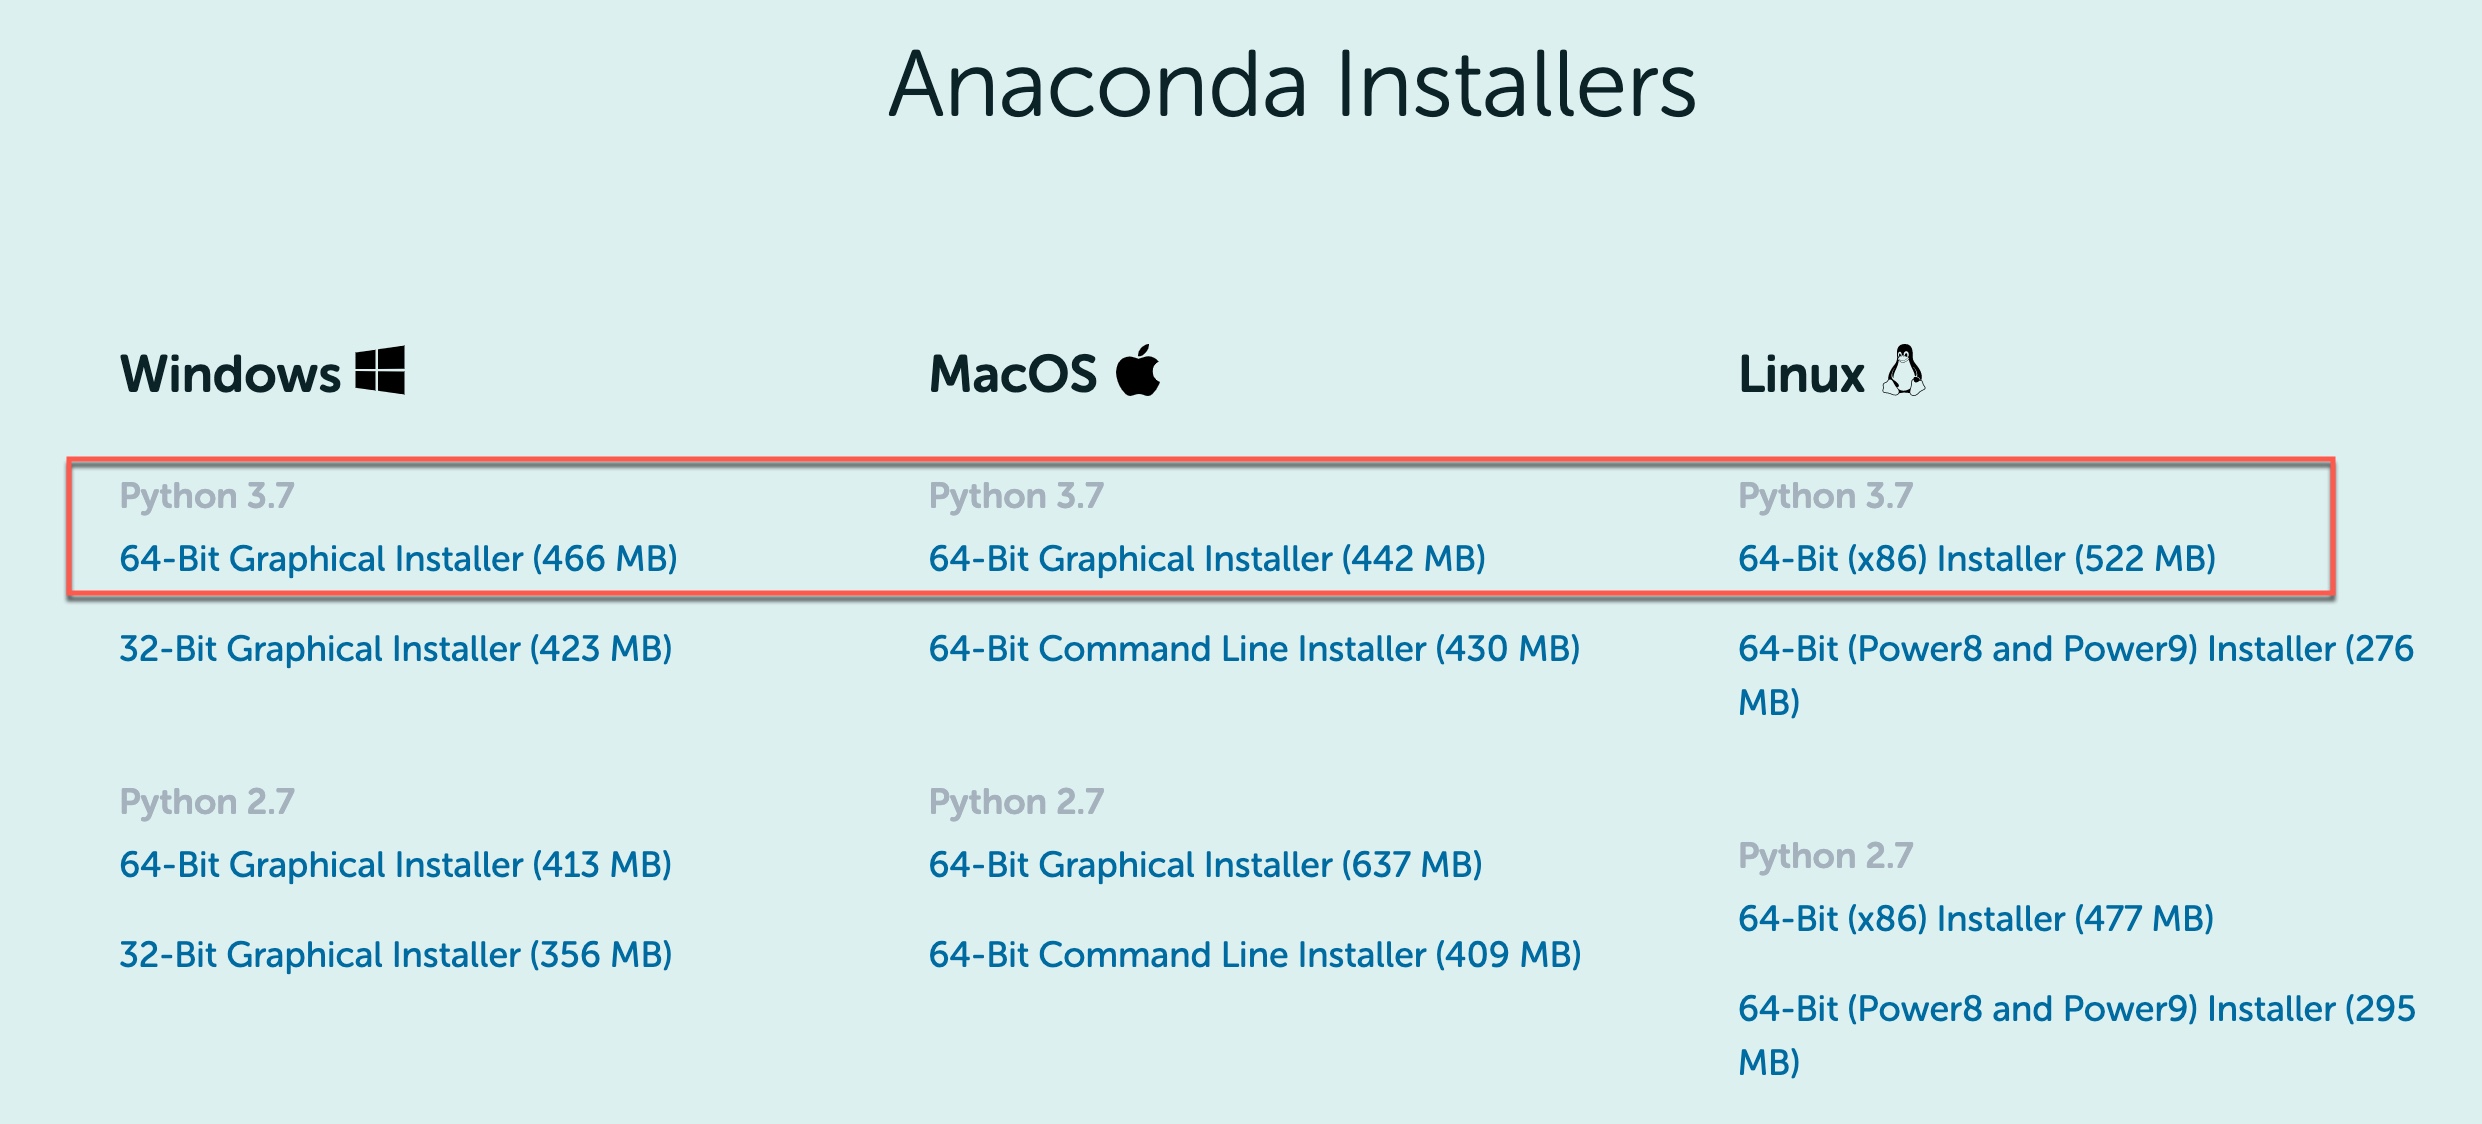 Anaconda Installers
Windows
Python 3.7
64-Bit Graphical Installer (466 MB)
32-Bit Graphical Installer (423 MB)
Python 2.7
64-Bit Graphical Installer (413 MB)
32-Bit Graphical Installer (356 MB)
MacOS
Python 3.7
64-Bit Graphical Installer (442 MB)
64-Bit Command Line Installer (430 MB)
Python 2.7
64-Bit Graphical Installer (637 MB)
64-Bit Command Line Installer (409 MB)
Linux
Python 3.7
64-Bit (x86) Installer (522 MB)
64-Bit (Power8 and Power9) Installer (276
MB)
Python 2.7
64-Bit (x86) Installer (477 MB)
64-Bit (Power8 and Power9) Installer (295
MB)